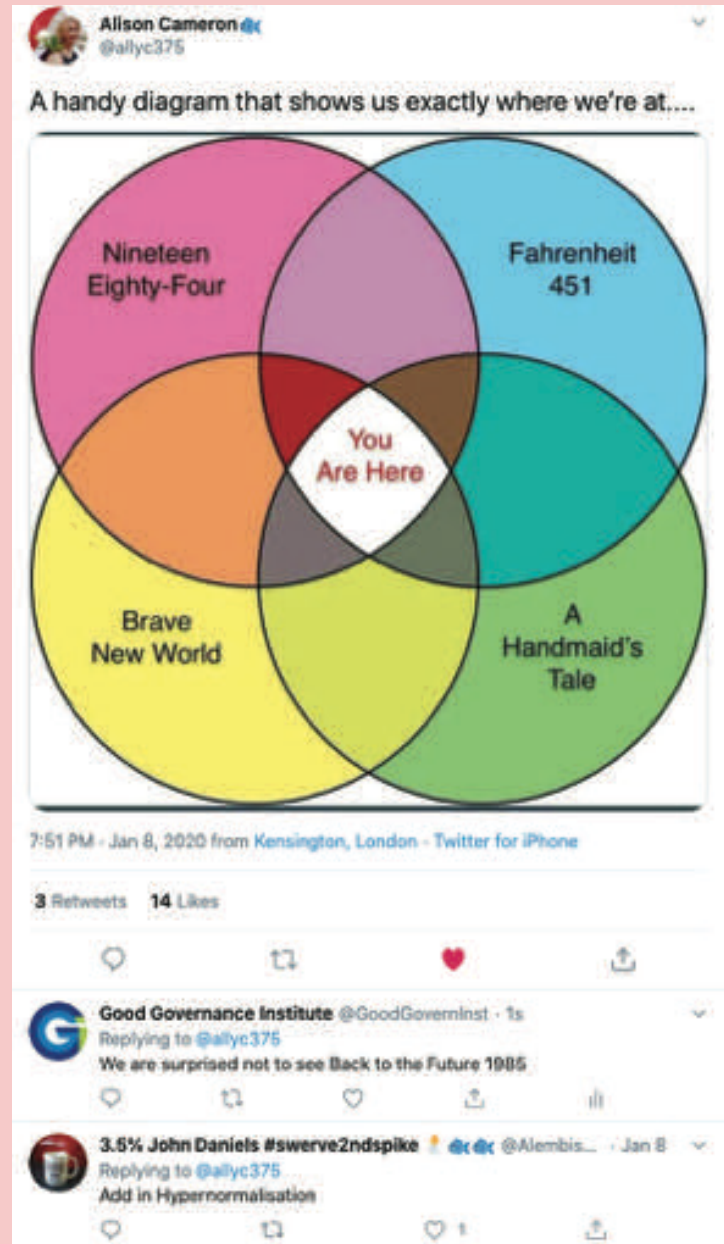 Alison Cameron
@allyc375
A handy diagram that shows us exactly where we're at....
Nineteen
Eighty-Four
Fahrenheit
451
You
Are Here
Brave
New World
A
Handmaid's
Tale
7:51 PM · Jan 8, 2020 from Kensington, London · Twitter for iPhone
3 Retweets 14 Likes
Good Governance Institute @GoodGovernInst · 1s
Replying to @allyc375
We are surprised not to see Back to the Future 1985
3.5% John Daniels #swerve2ndspike @Alembis... · Jan 8
Replying to @allyc375
Add in Hypernormalisation
1